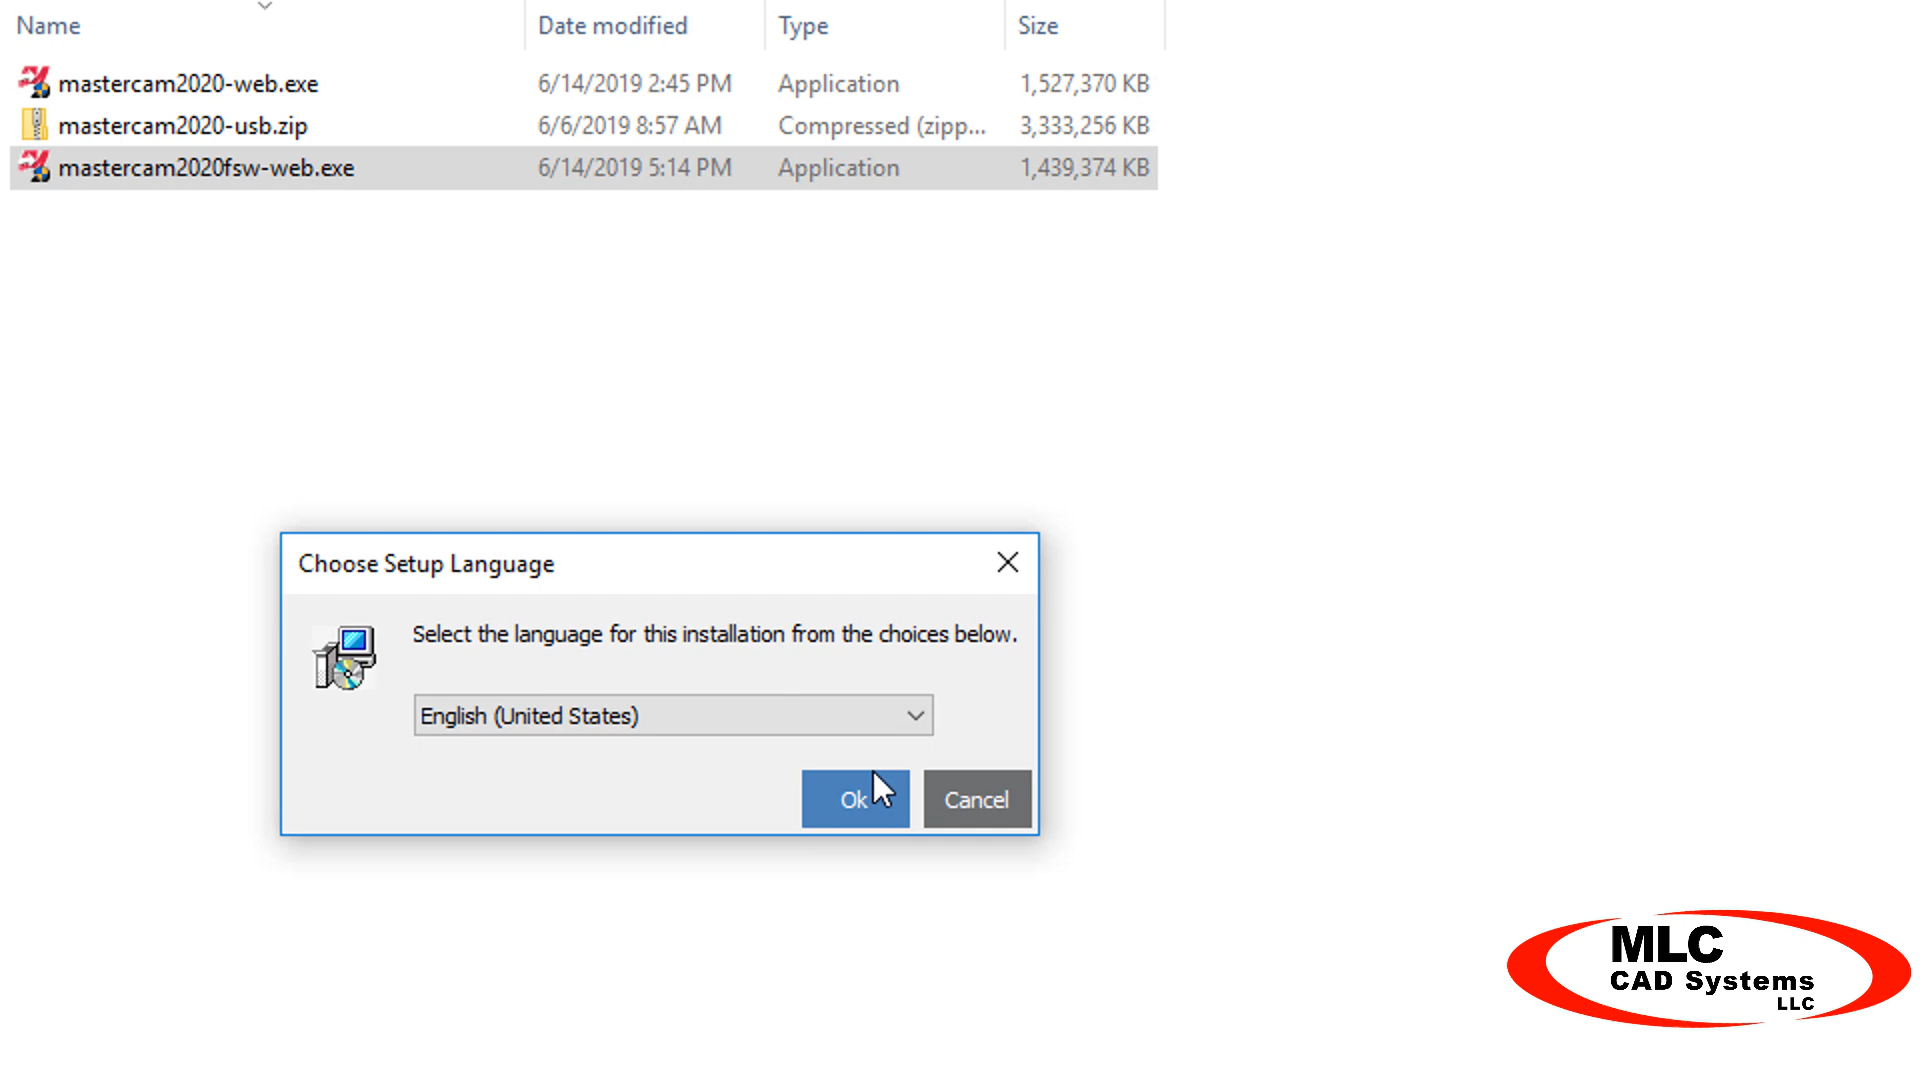 Name Date modified Type Size
mastercam2020-web.exe 6/14/2019 2:45 PM Application 1,527,370 KB
mastercam2020-usb.zip 6/6/2019 8:57 AM Compressed (zipp... 3,333,256 KB
mastercam2020fsw-web.exe 6/14/2019 5:14 PM Application 1,439,374 KB
Choose Setup Language
Select the language for this installation from the choices below.
English (United States)
Ok Cancel
MLC
CAD Systems
LLC